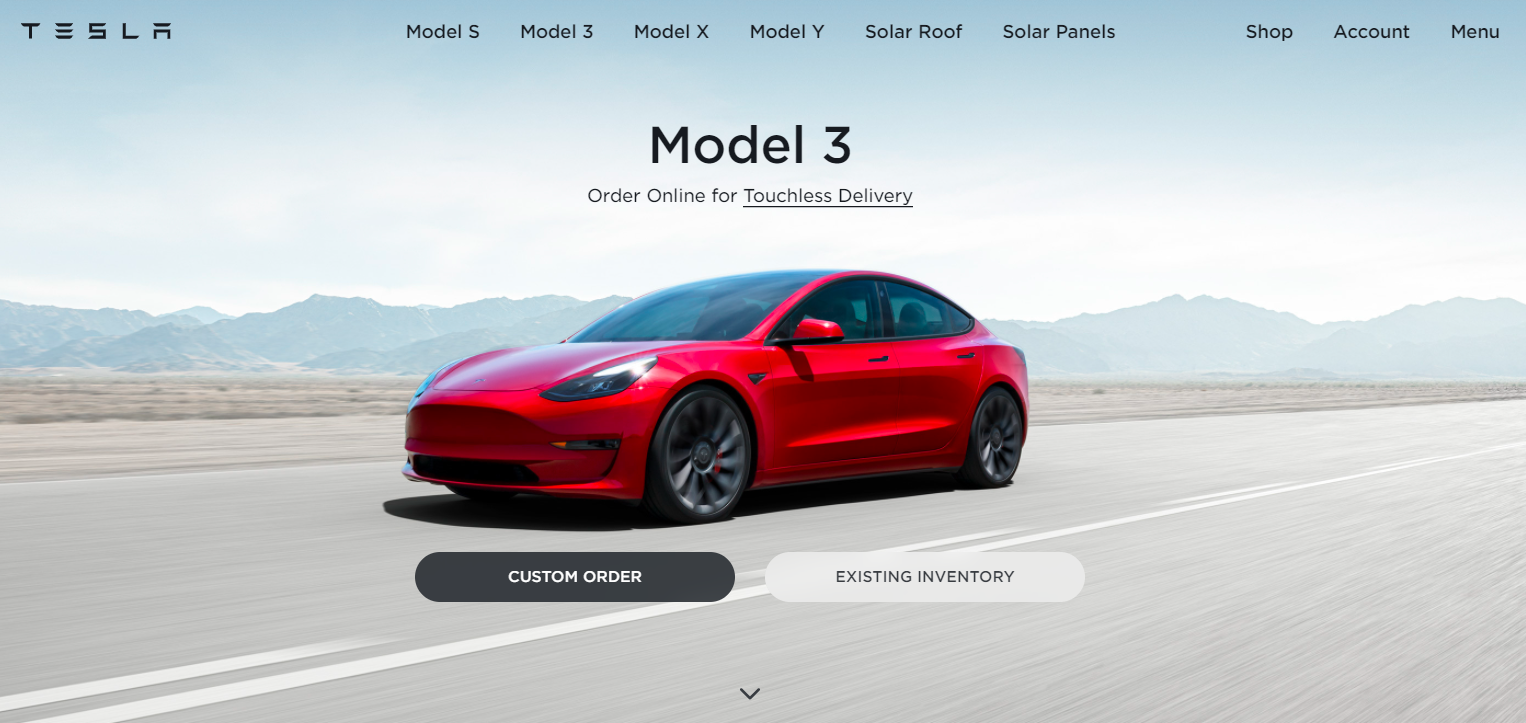 TESLA Model S Model 3 Model X Model Y Solar Roof Solar Panels Shop Account Menu
Model 3
Order Online for Touchless Delivery
CUSTOM ORDER EXISTING INVENTORY